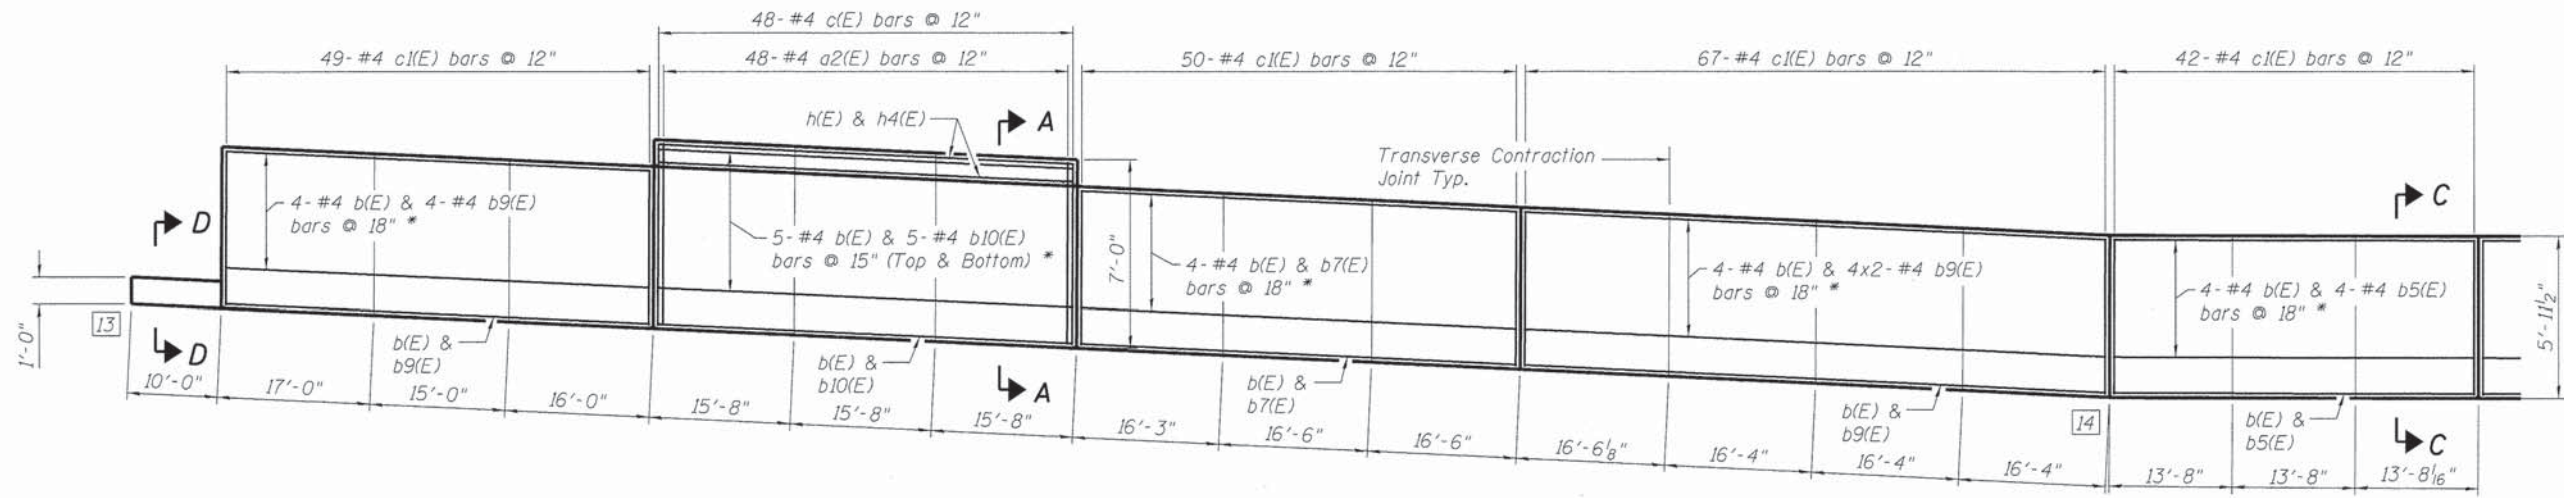 48-#4 c(E) bars @ 12"
49-#4 c1(E) bars @ 12"
48-#4 a2(E) bars @ 12"
50-#4 c1(E) bars @ 12"
67-#4 c1(E) bars @ 12"
42-#4 c1(E) bars @ 12"
h(E) & h4(E)
A
Transverse Contraction
Joint Typ.
D
4-#4 b(E) & 4-#4 b9(E)
bars @ 18" *
5-#4 b(E) & 5-#4 b10(E)
bars @ 15" (Top & Bottom) *
7'-0"
4-#4 b(E) & b7(E)
bars @ 18" *
4-#4 b(E) & 4x2-#4 b9(E)
bars @ 18" *
C
4-#4 b(E) & 4-#4 b5(E)
bars @ 18" *
5'-11 1/2"
1'-0"
13
D
b(E) &
b9(E)
b(E) &
b10(E)
A
b(E) &
b7(E)
b(E) &
b9(E)
14
b(E) &
b5(E)
C
10'-0"
17'-0"
15'-0"
16'-0"
15'-8"
15'-8"
15'-8"
16'-3"
16'-6"
16'-6"
16'-6 1/8"
16'-4"
16'-4"
16'-4"
13'-8"
13'-8"
13'-8 1/16"